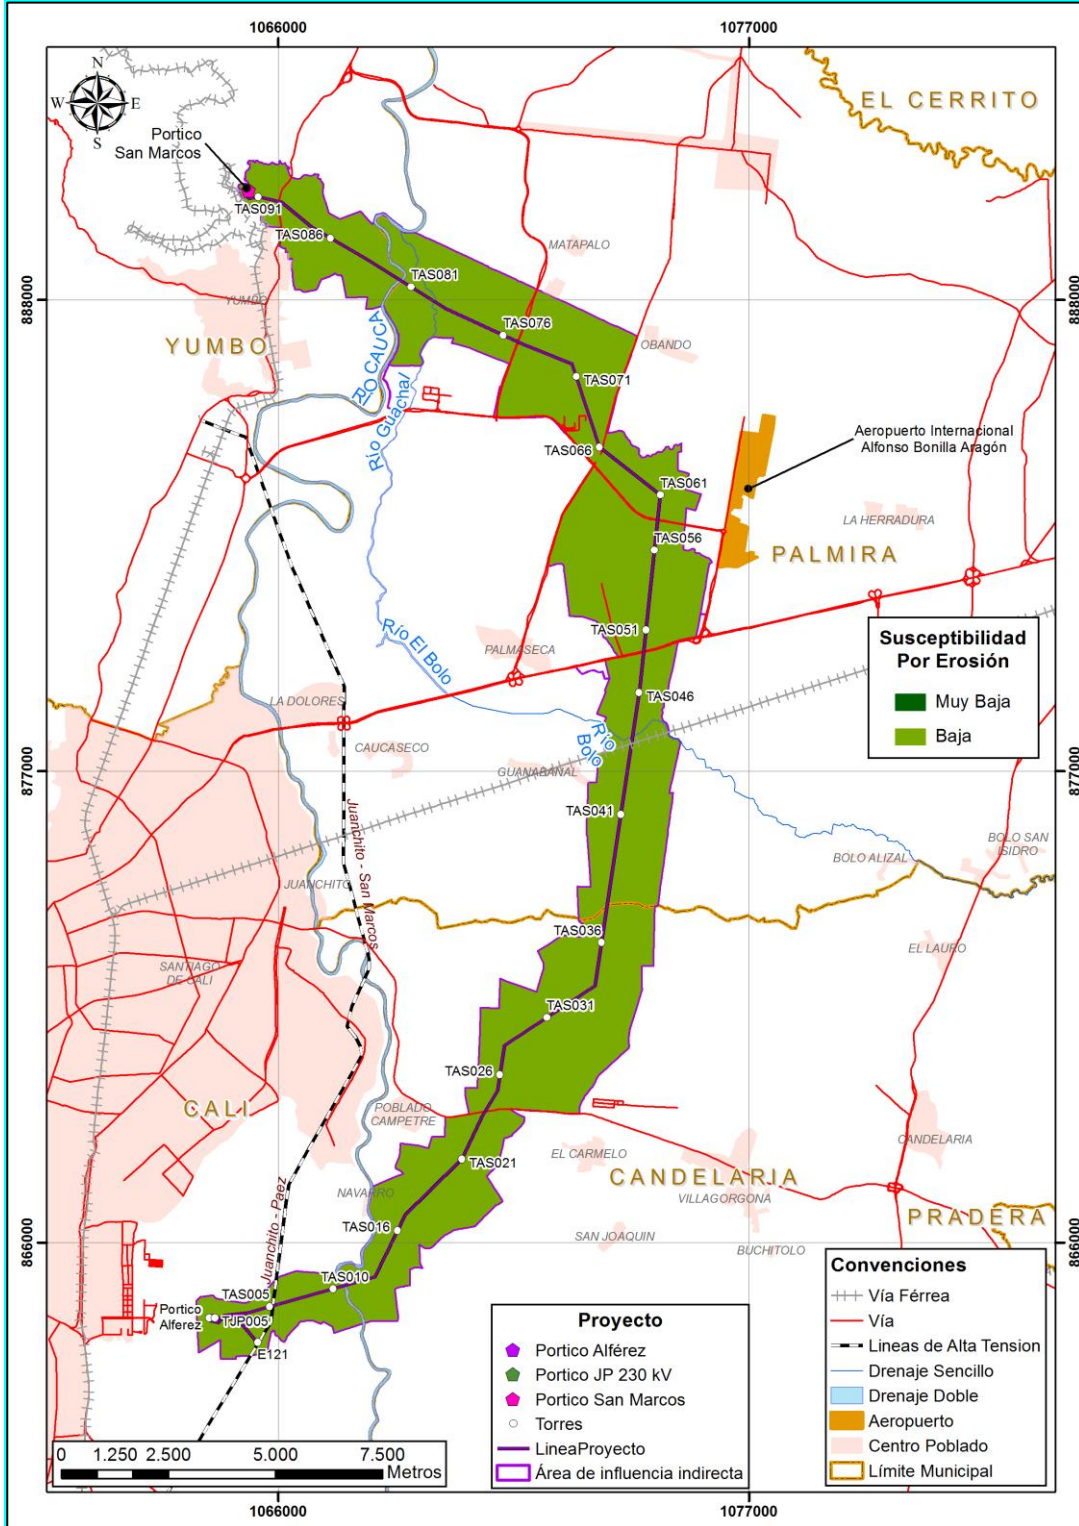 1066000
1077000
N
W
E
S
EL CERRITO
Portico
San Marcos
TAS091
TAS086
MATAPALO
TAS081
888000
888000
YUMBO
TAS076
YUMBO
OBANDO
RÍO CAUCA
TAS071
Río Guachal
Aeropuerto Internacional
Alfonso Bonilla Aragón
TAS066
TAS061
LA HERRADURA
TAS056
PALMIRA
Río El Bolo
TAS051
PALMASECA
Susceptibilidad
Por Erosión
Muy Baja
Baja
LA DOLORES
TAS046
CAUCASECO
Río
Bolo
GUANABANAL
877000
877000
Juanchito - San Marcos
TAS041
BOLO SAN
ISIDRO
BOLO ALIZAL
JUANCHITO
TAS036
EL LAURO
SANTIAGO
DE CALI
TAS031
TAS026
CALI
POBLADO
CAMPETRE
CANDELARIA
EL CARMELO
TAS021
CANDELARIA
VILLAGORGONA
NAVARRO
Juanchito - Paez
PRADERA
TAS016
SAN JOAQUIN
BUCHITOLO
866000
866000
TAS010
TAS005
Portico
Alferez
TJP005
E121
Convenciones
Vía Férrea
Vía
Lineas de Alta Tension
Drenaje Sencillo
Drenaje Doble
Aeropuerto
Centro Poblado
Límite Municipal
Proyecto
Portico Alférez
Portico JP 230 kV
Portico San Marcos
Torres
LineaProyecto
Área de influencia indirecta
0 1.250 2.500 5.000 7.500
Metros
1066000
1077000